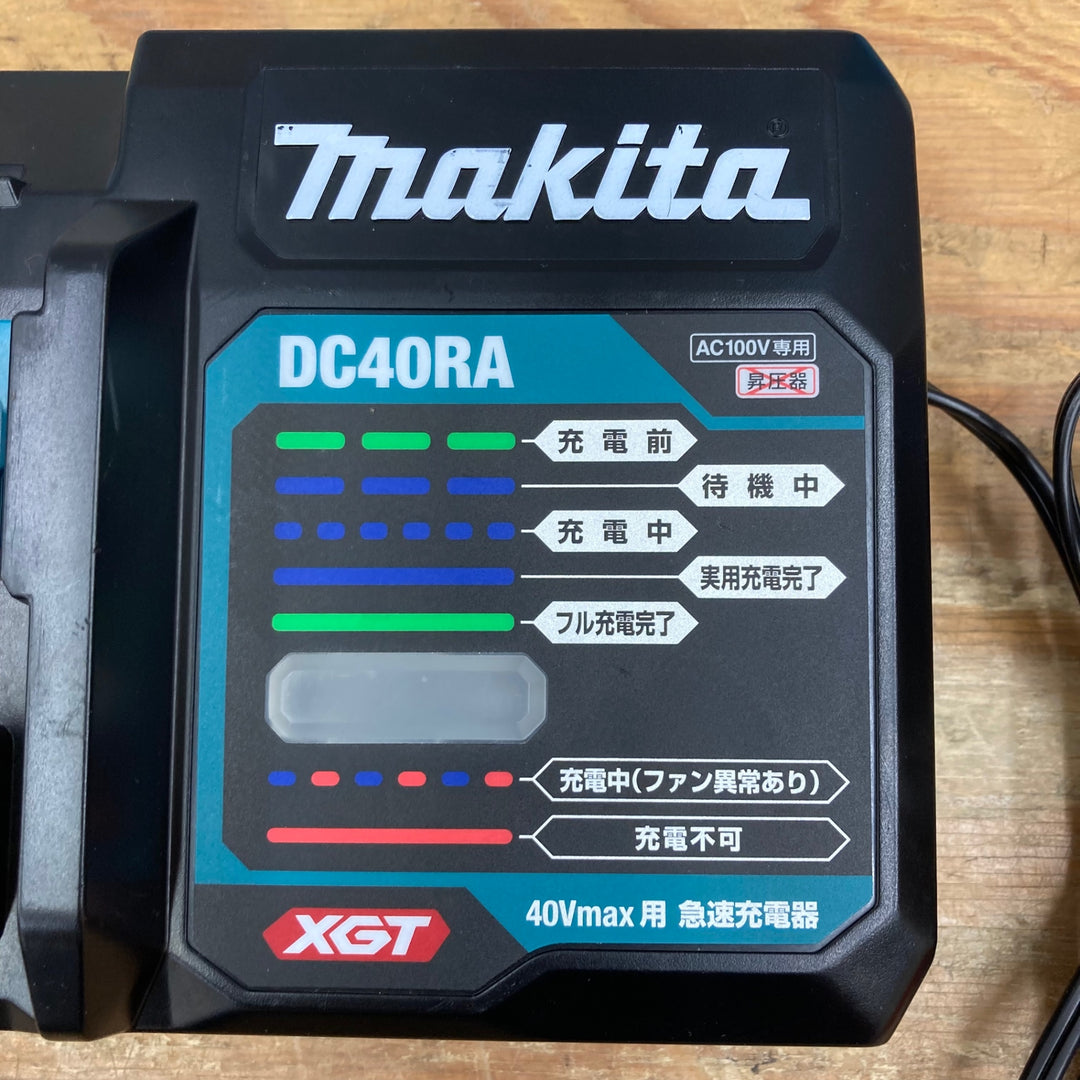 makita®
DC40RA
AC100V専用
昇圧器
充電前
待機中
充電中
実用充電完了
フル充電完了
充電中(ファン異常あり)
充電不可
XGT
40Vmax用 急速充電器